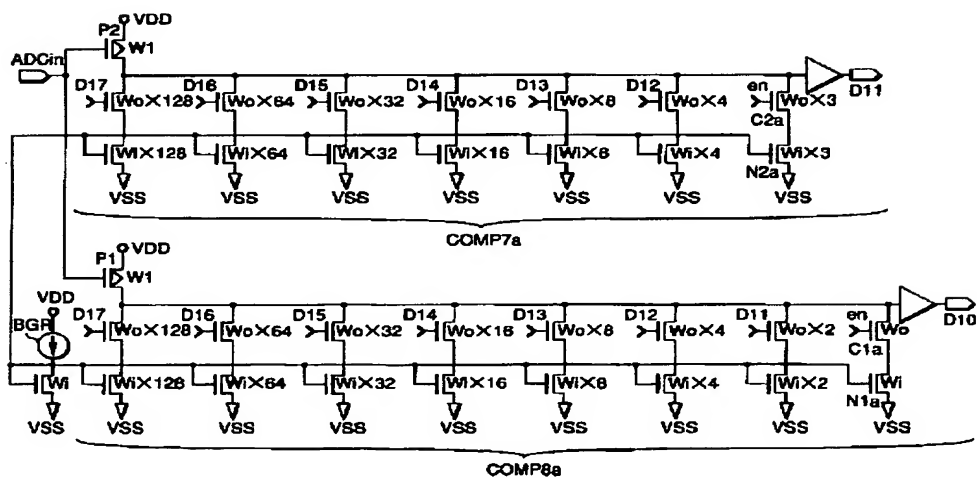 P2 VDD
ADCin W1
D17 D16 D15 D14 D13 D12 en D11
Wo×128 Wo×64 Wo×32 Wo×16 Wo×8 Wo×4 Wo×3
C2a
Wi×128 Wi×64 Wi×32 Wi×16 Wi×8 Wi×4 Wi×3
N2a
VSS VSS VSS VSS VSS VSS VSS
COMP7a
P1 VDD
W1
VDD
D17 D16 D15 D14 D13 D12 D11 en D10
BGR Wo×128 Wo×64 Wo×32 Wo×16 Wo×8 Wo×4 Wo×2 Wo
C1a
Wi Wi×128 Wi×64 Wi×32 Wi×16 Wi×8 Wi×4 Wi×2 Wi
N1a
VSS VSS VSS VSS VSS VSS VSS VSS VSS
COMP8a